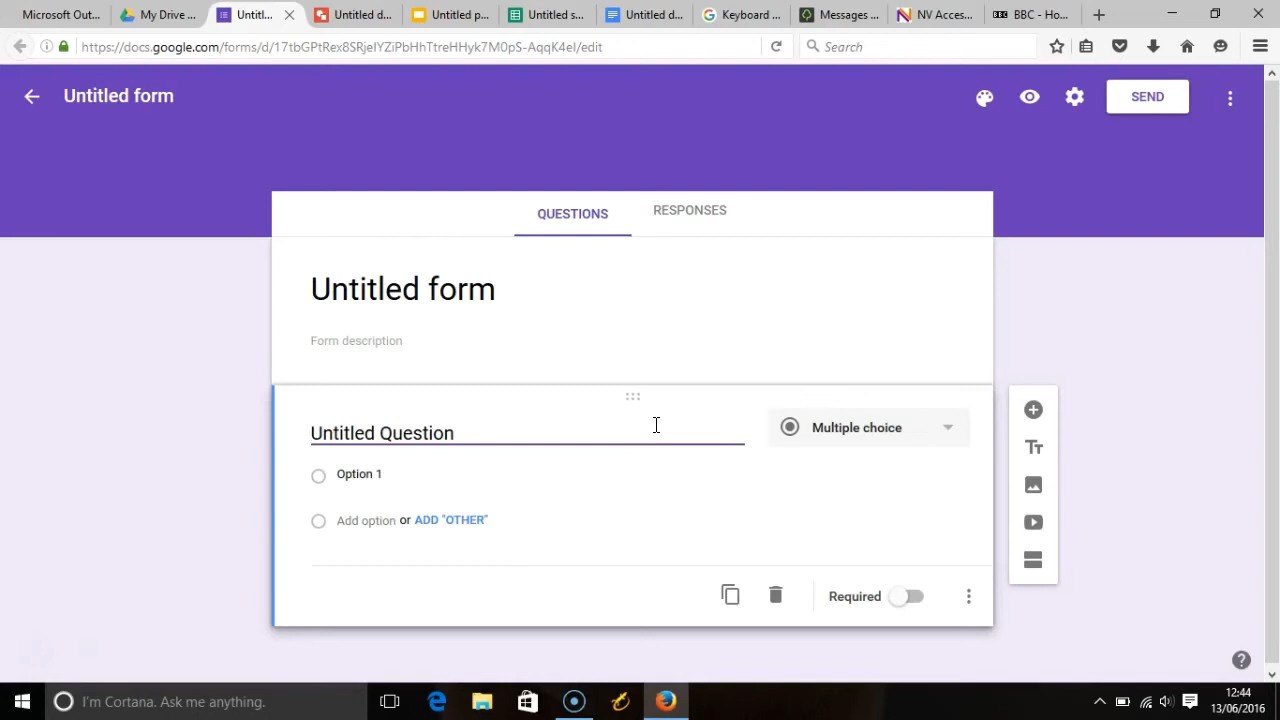 Microsoft Out...
My Drive ...
Untitl...
Untitled d...
Untitled p...
Untitled s...
Untitled d...
Keyboard ...
Messages ...
NV Acces...
BBC - Ho...
https://docs.google.com/forms/d/17tbGPtRex8SRjeIYZiPbHhTtreHHyk7M0pS-AqqK4eI/edit
Search
Untitled form
SEND
QUESTIONS
RESPONSES
Untitled form
Form description
Untitled Question
Multiple choice
Option 1
Add option or ADD "OTHER"
Required
I'm Cortana. Ask me anything.
12:44
13/06/2016